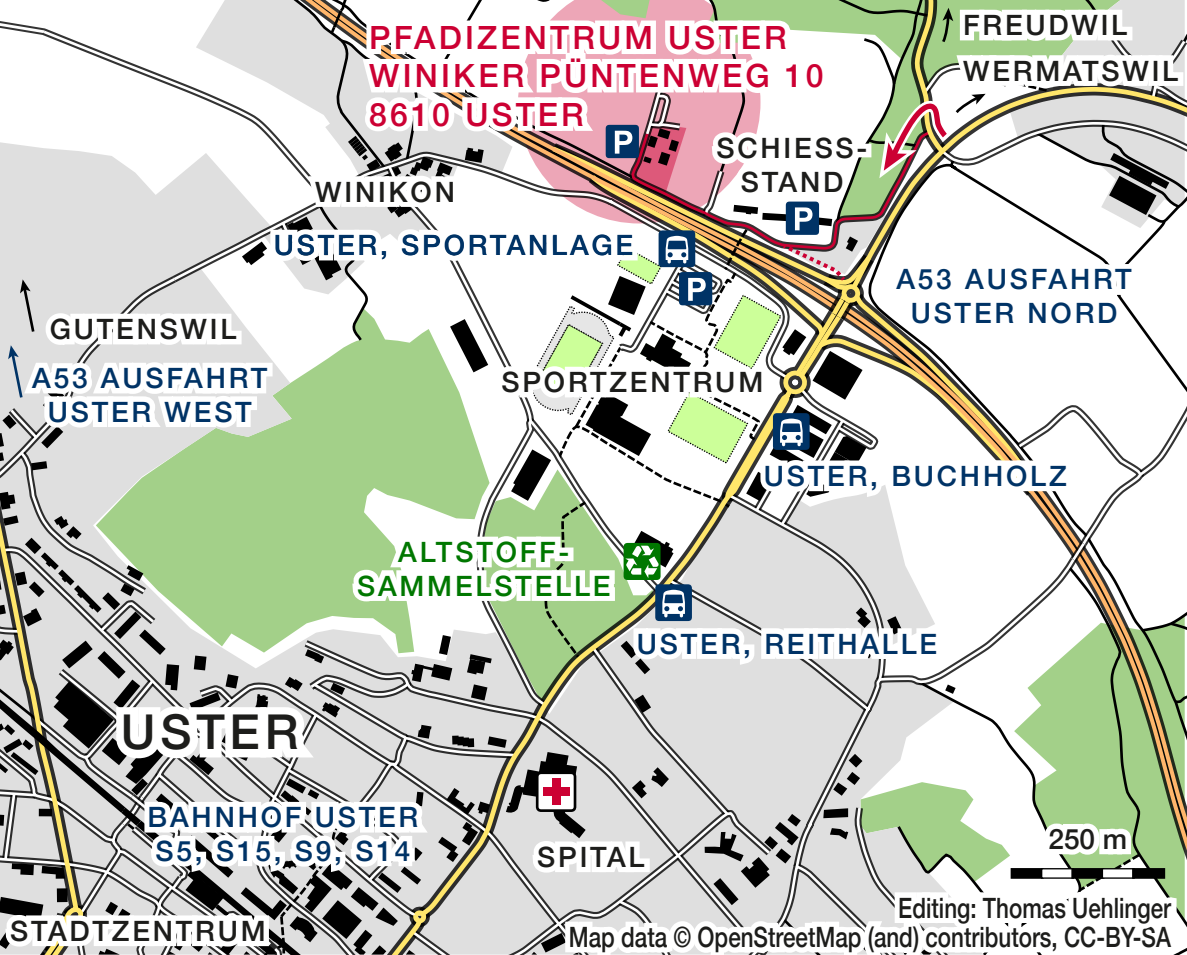 PFADIZENTRUM USTER
WINIKER PÜNTENWEG 10
8610 USTER
FREUDWIL
WERMATSWIL
P
SCHIESS-
STAND
P
WINIKON
USTER, SPORTANLAGE
P
A53 AUSFAHRT
USTER NORD
GUTENSWIL
A53 AUSFAHRT
USTER WEST
SPORTZENTRUM
USTER, BUCHHOLZ
ALTSTOFF-
SAMMELSTELLE
USTER, REITHALLE
USTER
BAHNHOF USTER
S5, S15, S9, S14
SPITAL
250 m
STADTZENTRUM
Editing: Thomas Uehlinger
Map data © OpenStreetMap (and) contributors, CC-BY-SA